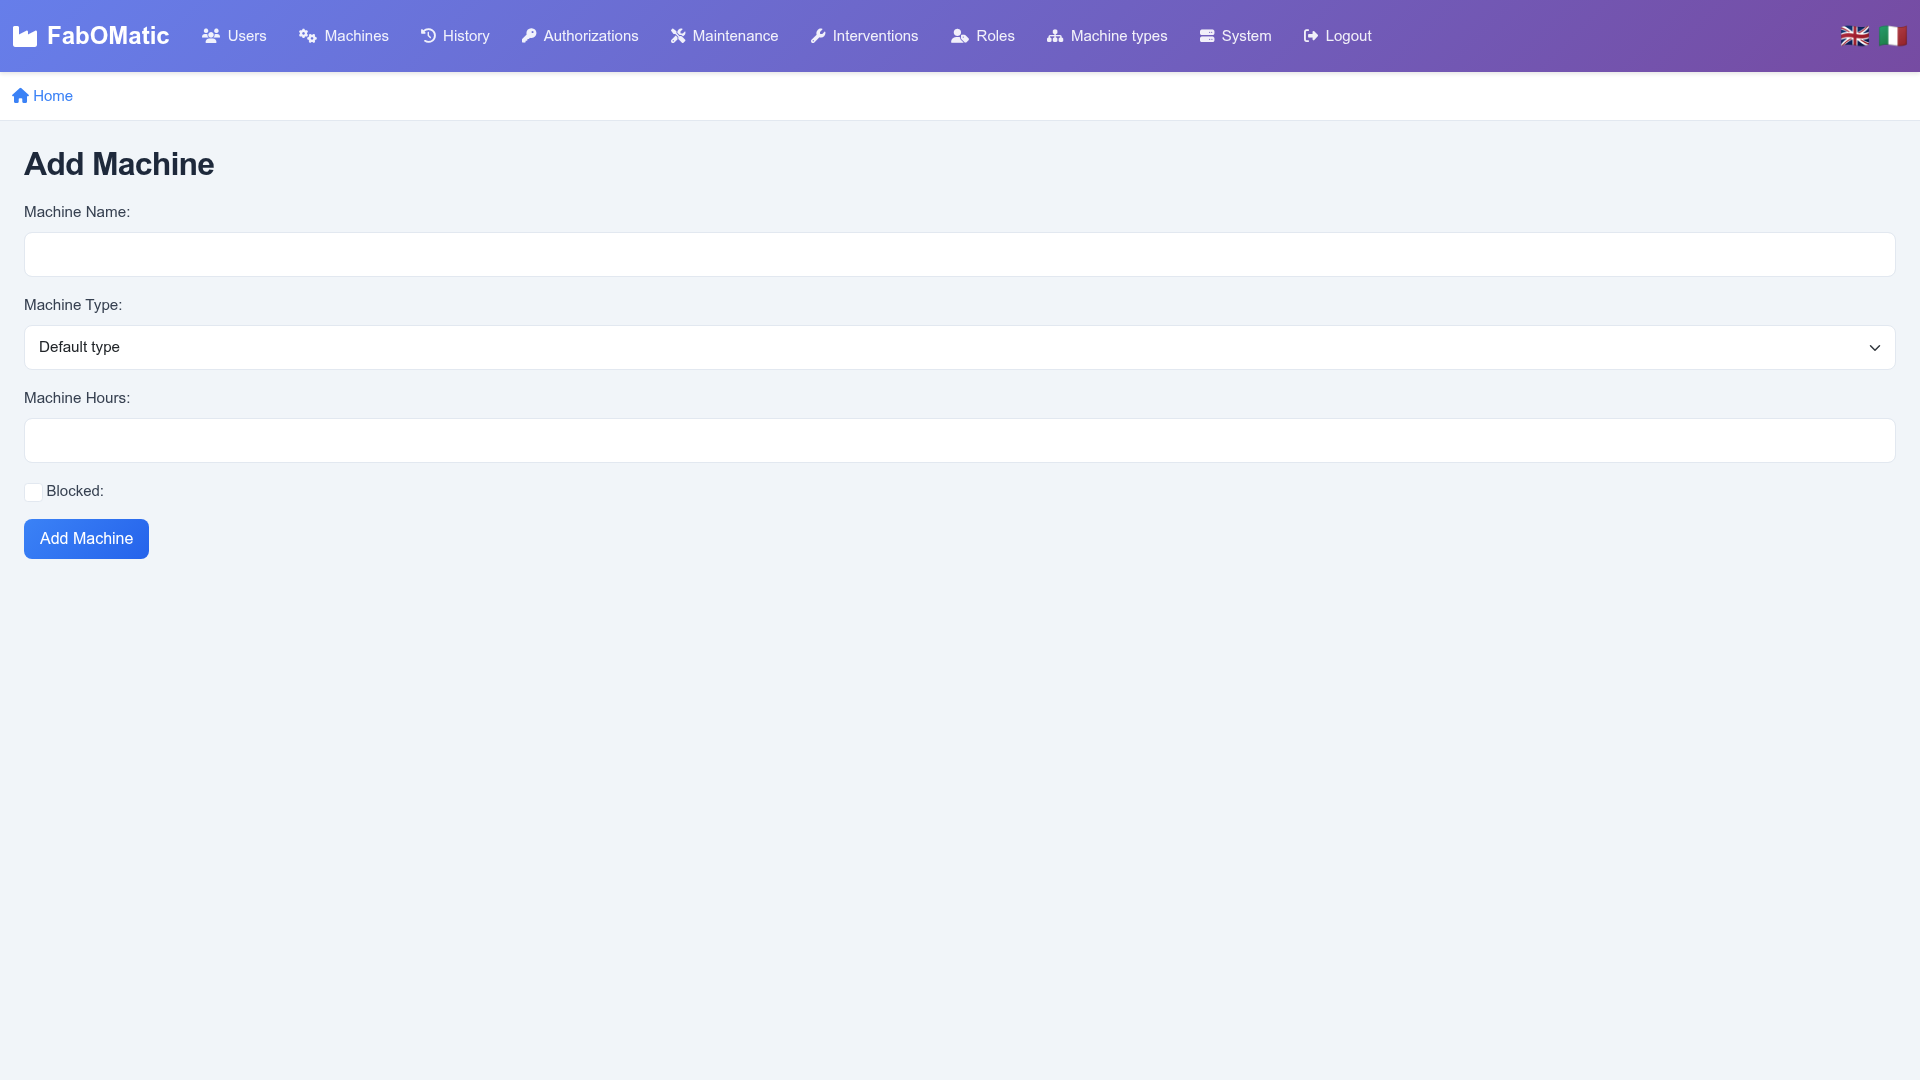 FabOMatic Users Machines History Authorizations Maintenance Interventions Roles Machine types System Logout
Home
Add Machine
Machine Name:
Machine Type:
Default type
Machine Hours:
Blocked:
Add Machine